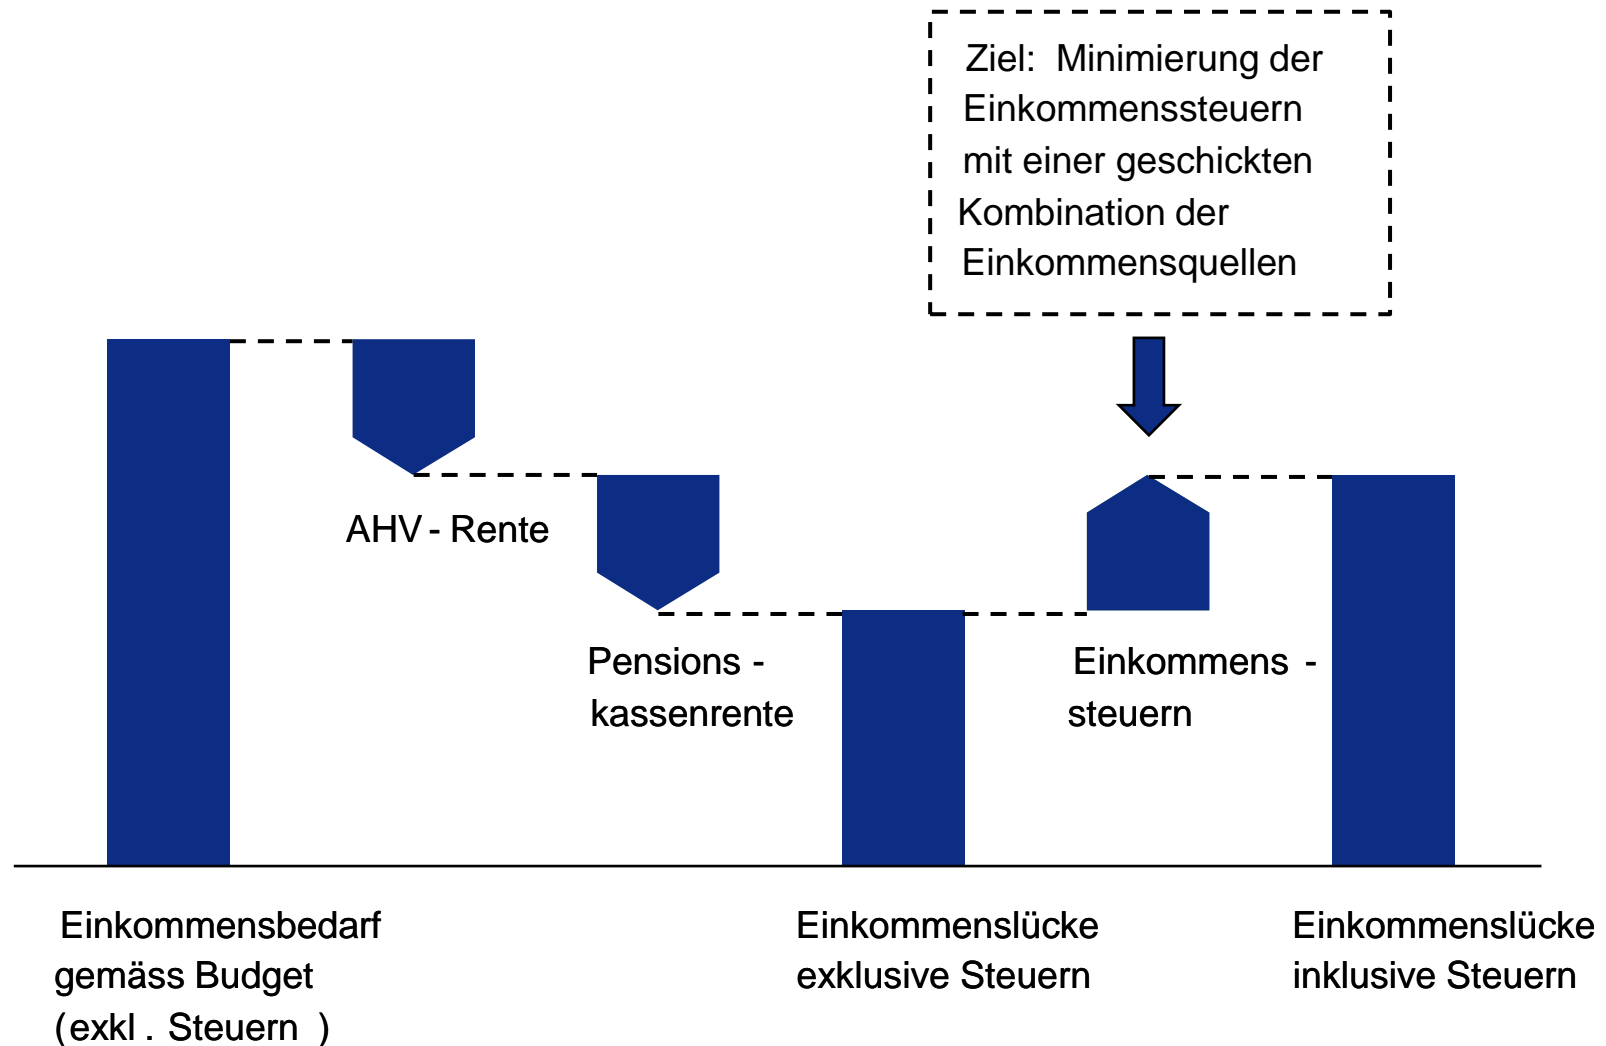 Ziel: Minimierung der
Einkommenssteuern
mit einer geschickten
Kombination der
Einkommensquellen
AHV - Rente
Pensions -
kassenrente
Einkommens -
steuern
Einkommensbedarf
gemäss Budget
(exkl . Steuern )
Einkommenslücke
exklusive Steuern
Einkommenslücke
inklusive Steuern